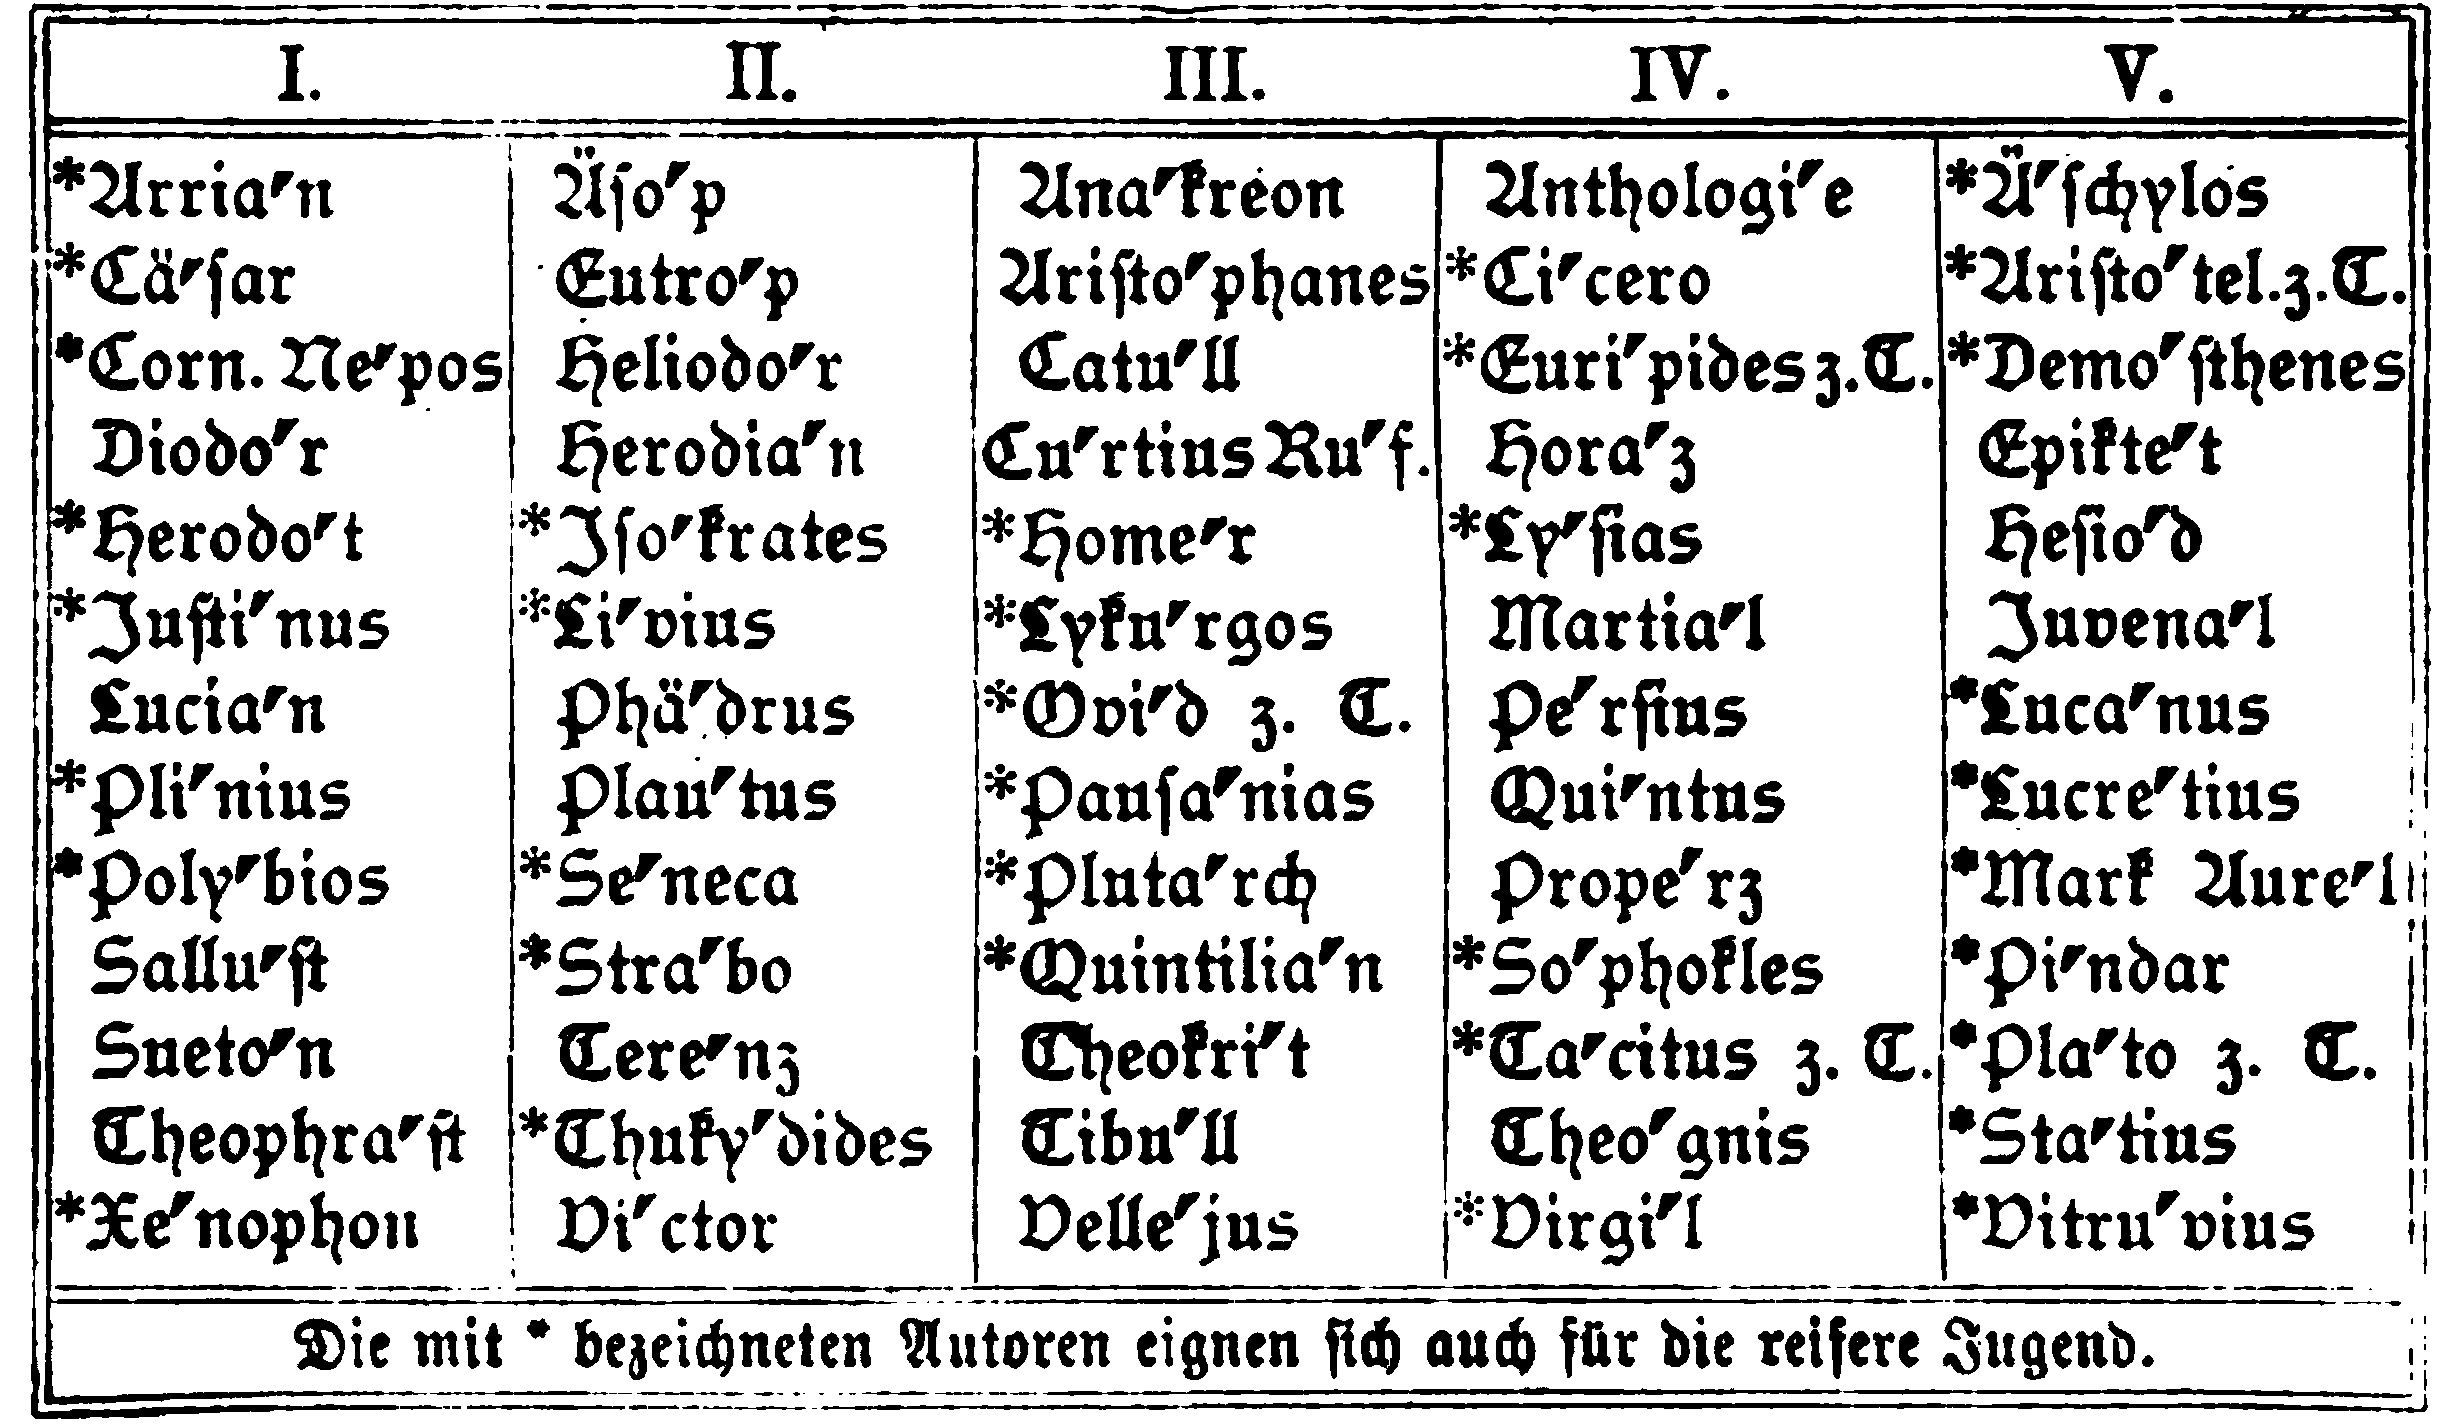 I. II. III. IV. V.
*Arria′n Äſo′p Ana′kreon Anthologi′e *Ä′ſchylos
*Cä′ſar Eutro′p Ariſto′phanes *Ci′cero *Ariſto′tel.z.T.
*Corn. Ne′pos Heliodo′r Catu′ll *Euri′pides z.T. *Demo′ſthenes
Diodo′r Herodia′n Cu′rtius Ru′f. Hora′z Epikte′t
*Herodo′t *Iſo′krates *Home′r *Ly′ſias Heſio′d
*Juſti′nus *Li′vius *Lyku′rgos Martia′l Juvena′l
Lucia′n Phä′drus *Ovi′d z. T. Pe′rſius *Luca′nus
*Pli′nius Plau′tus *Pauſa′nias Qui′ntus *Lucre′tius
*Poly′bios *Se′neca *Pluta′rch Prope′rz *Mark Aure′l
Sallu′ſt *Stra′bo *Quintilia′n *So′phokles *Pi′ndar
Sueto′n Tere′nz Theokri′t *Ta′citus z. T. *Pla′to z. T.
Theophra′ſt *Thuky′dides Tibu′ll Theo′gnis *Sta′tius
*Xe′nophon Vi′ctor Velle′jus *Virgi′l *Vitru′vius
Die mit * bezeichneten Autoren eignen ſich auch für die reifere Jugend.